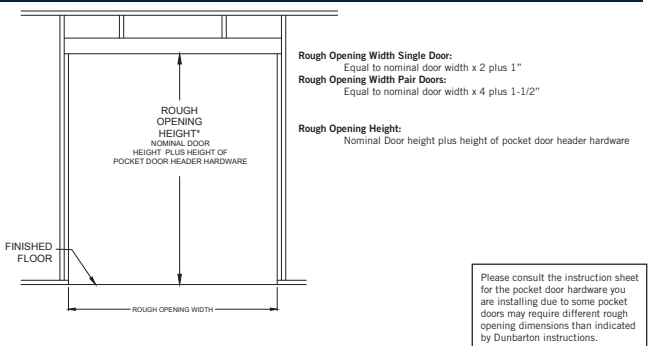 Rough Opening Width Single Door:
Equal to nominal door width x 2 plus 1”
Rough Opening Width Pair Doors:
Equal to nominal door width x 4 plus 1-1/2”
Rough Opening Height:
Nominal Door height plus height of pocket door header hardware
ROUGH
OPENING
HEIGHT*
NOMINAL DOOR
HEIGHT PLUS HEIGHT OF
POCKET DOOR HEADER HARDWARE
FINISHED
FLOOR
ROUGH OPENING WIDTH
Please consult the instruction sheet
for the pocket door hardware you
are installing due to some pocket
doors may require different rough
opening dimensions than indicated
by Dunbarton instructions.